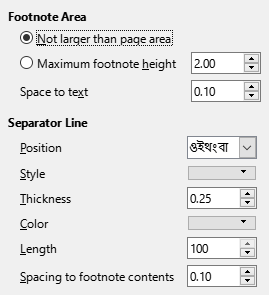 Footnote Area
Not larger than page area
Maximum footnote height 2.00
Space to text 0.10
Separator Line
Position ওইথংবা
Style
Thickness 0.25
Color
Length 100
Spacing to footnote contents 0.10